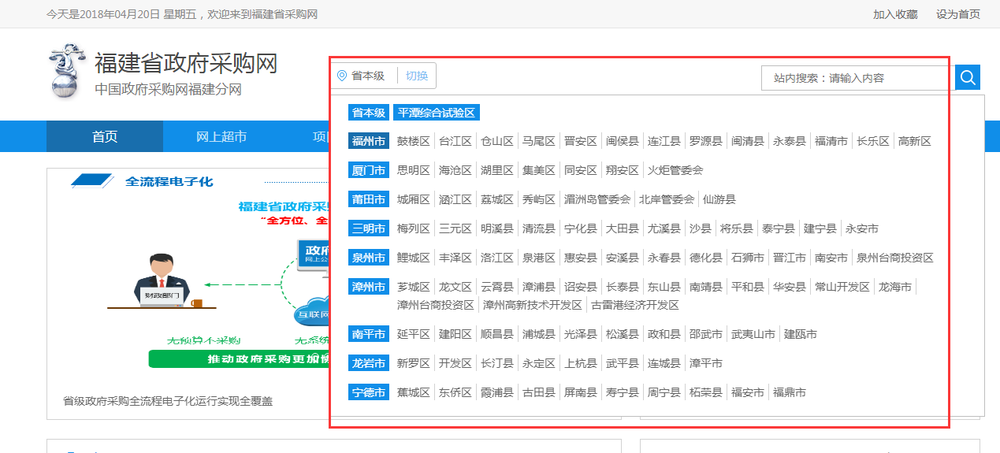 今天是2018年04月20日 星期五，欢迎来到福建省采购网 加入收藏 设为首页
福建省政府采购网
中国政府采购网福建分网
省本级 切换
站内搜索：请输入内容
首页 网上超市
省本级 平潭综合试验区
福州市 鼓楼区 台江区 仓山区 马尾区 晋安区 闽侯县 连江县 罗源县 闽清县 永泰县 福清市 长乐区 高新区
厦门市 思明区 海沧区 湖里区 集美区 同安区 翔安区 火炬管委会
莆田市 城厢区 涵江区 荔城区 秀屿区 湄洲岛管委会 北岸管委会 仙游县
三明市 梅列区 三元区 明溪县 清流县 宁化县 大田县 尤溪县 沙县 将乐县 泰宁县 建宁县 永安市
泉州市 鲤城区 丰泽区 洛江区 泉港区 惠安县 安溪县 永春县 德化县 石狮市 晋江市 南安市 泉州台商投资区
漳州市 芗城区 龙文区 云霄县 漳浦县 诏安县 长泰县 东山县 南靖县 平和县 华安县 常山开发区 龙海市
漳州台商投资区 漳州高新技术开发区 古雷港经济开发区
南平市 延平区 建阳区 顺昌县 浦城县 光泽县 松溪县 政和县 邵武市 武夷山市 建瓯市
龙岩市 新罗区 开发区 长汀县 永定区 上杭县 武平县 连城县 漳平市
宁德市 蕉城区 东侨区 霞浦县 古田县 屏南县 寿宁县 周宁县 柘荣县 福安市 福鼎市
全流程电子化
福建省政府采
“全方位、全
政府
网上公
财政各部门
互联网
无预算不采购 无系统
推动政府采购更加
省级政府采购全流程电子化运行实现全覆盖